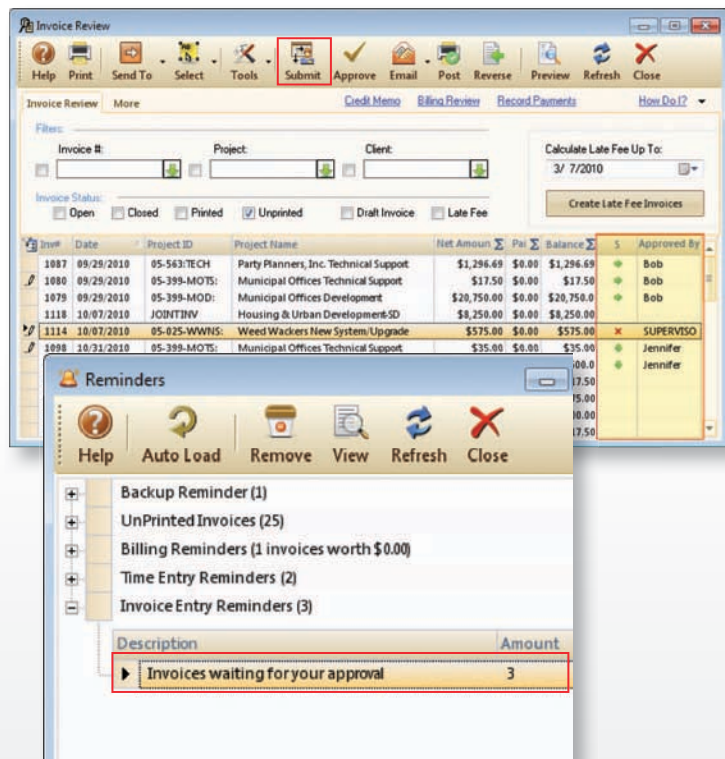 Invoice Review
Help Print Send To Select Tools Submit Approve Email Post Reverse Preview Refresh Close
Invoice Review More Credit Memo Billing Review Record Payments How Do I?
Filters:
Invoice #: Project: Client: Calculate Late Fee Up To:
3/ 7/2010
Invoice Status: Create Late Fee Invoices
Open Closed Printed Unprinted Draft Invoice Late Fee
Inv# Date Project ID Project Name Net Amoun Σ Pai Σ Balance Σ S Approved By
1087 09/29/2010 05-563:TECH Party Planners, Inc. Technical Support $1,296.69 $0.00 $1,296.69 Bob
1080 09/29/2010 05-399-MOTS: Municipal Offices Technical Support $17.50 $0.00 $17.50 Bob
1079 09/29/2010 05-399-MOD: Municipal Offices Development $20,750.00 $0.00 $20,750.0 Bob
1118 10/07/2010 JOINTINV Housing & Urban Development-SD $8,250.00 $0.00 $8,250.00
1114 10/07/2010 05-025-WWNS: Weed Wackers New System/Upgrade $575.00 $0.00 $575.00 SUPERVISO
1098 10/31/2010 05-399-MOTS: Municipal Offices Technical Support $35.00 $0.00 $35.00 Jennifer
00.0 Jennifer
17.50
75.00
00.00
17.50
Reminders
Help Auto Load Remove View Refresh Close
Backup Reminder (1)
UnPrinted Invoices (25)
Billing Reminders (1 invoices worth $0.00)
Time Entry Reminders (2)
Invoice Entry Reminders (3)
Description Amount
Invoices waiting for your approval 3